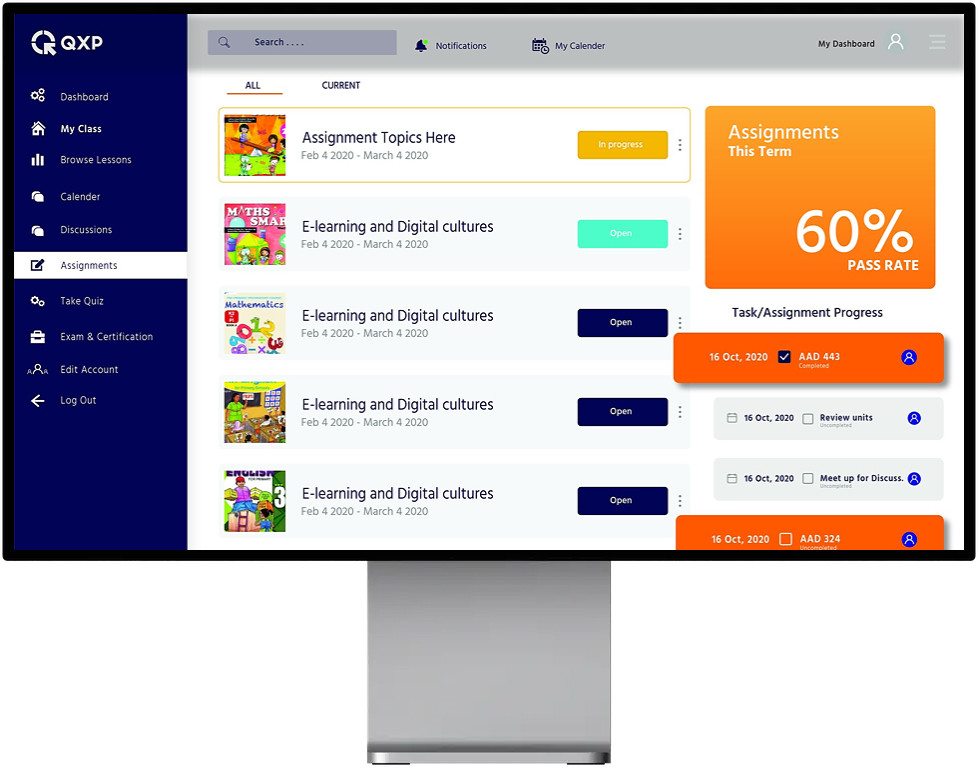 QXP
Search . . . .
Notifications
My Calender
My Dashboard
Dashboard
My Class
Browse Lessons
Calender
Discussions
Assignments
Take Quiz
Exam & Certification
Edit Account
Log Out
ALL
CURRENT
Assignment Topics Here
Feb 4 2020 - March 4 2020
In progress
MATHS
SMAR
E-learning and Digital cultures
Feb 4 2020 - March 4 2020
Open
Mathematics
E-learning and Digital cultures
Feb 4 2020 - March 4 2020
Open
E-learning and Digital cultures
Feb 4 2020 - March 4 2020
Open
ENGLISH
3
E-learning and Digital cultures
Feb 4 2020 - March 4 2020
Open
Assignments
This Term
60%
PASS RATE
Task/Assignment Progress
16 Oct, 2020 AAD 443
Completed
16 Oct, 2020 Review units
Uncompleted
16 Oct, 2020 Meet up for Discuss.
Uncompleted
16 Oct, 2020 AAD 324
Uncompleted